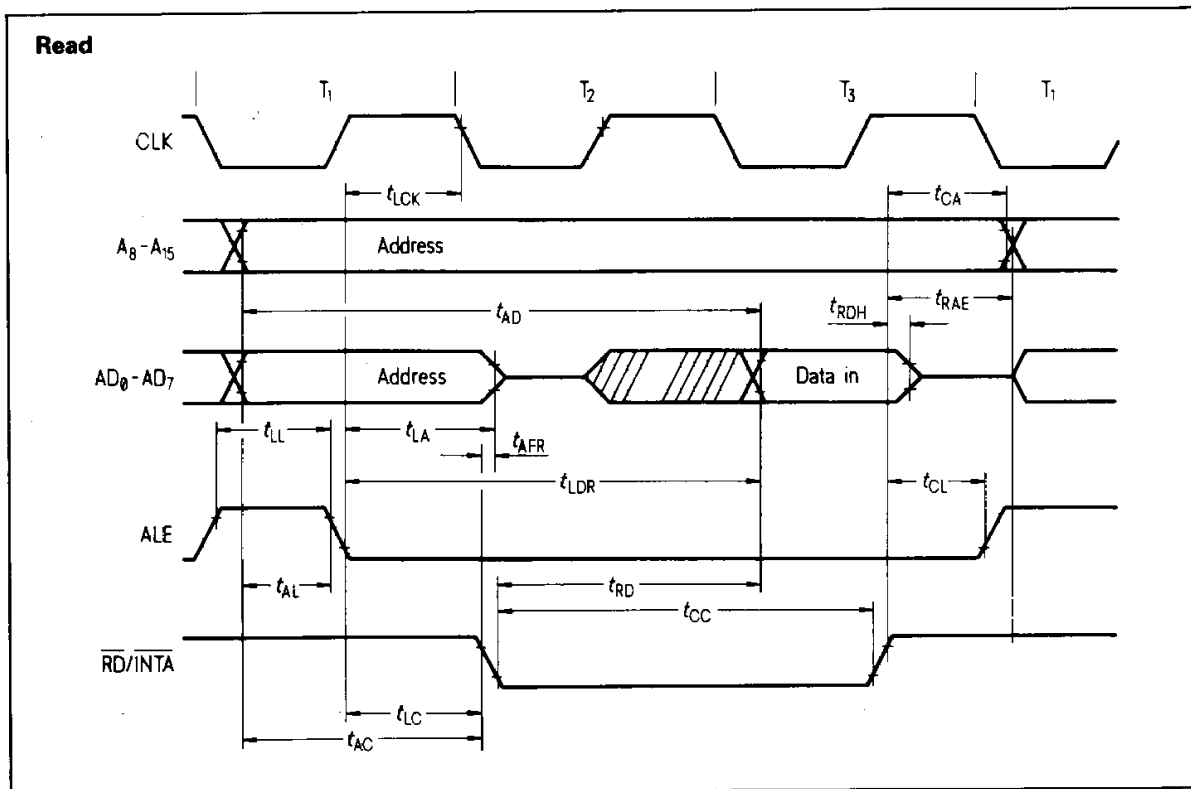 Read
T₁ T₂ T₃ T₁
CLK
tLCK tCA
A₈-A₁₅ Address
tAD tRDH tRAE
AD₀-AD₇ Address Data in
tLL tLA tAFR
tLDR tCL
ALE
tAL tRD
tCC
RD/INTA
tLC
tAC